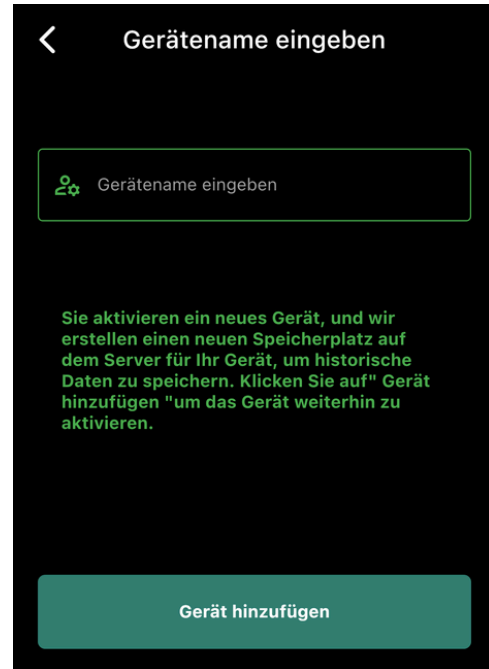 Gerätename eingeben
Gerätename eingeben
Sie aktivieren ein neues Gerät, und wir
erstellen einen neuen Speicherplatz auf
dem Server für Ihr Gerät, um historische
Daten zu speichern. Klicken Sie auf" Gerät
hinzufügen "um das Gerät weiterhin zu
aktivieren.
Gerät hinzufügen